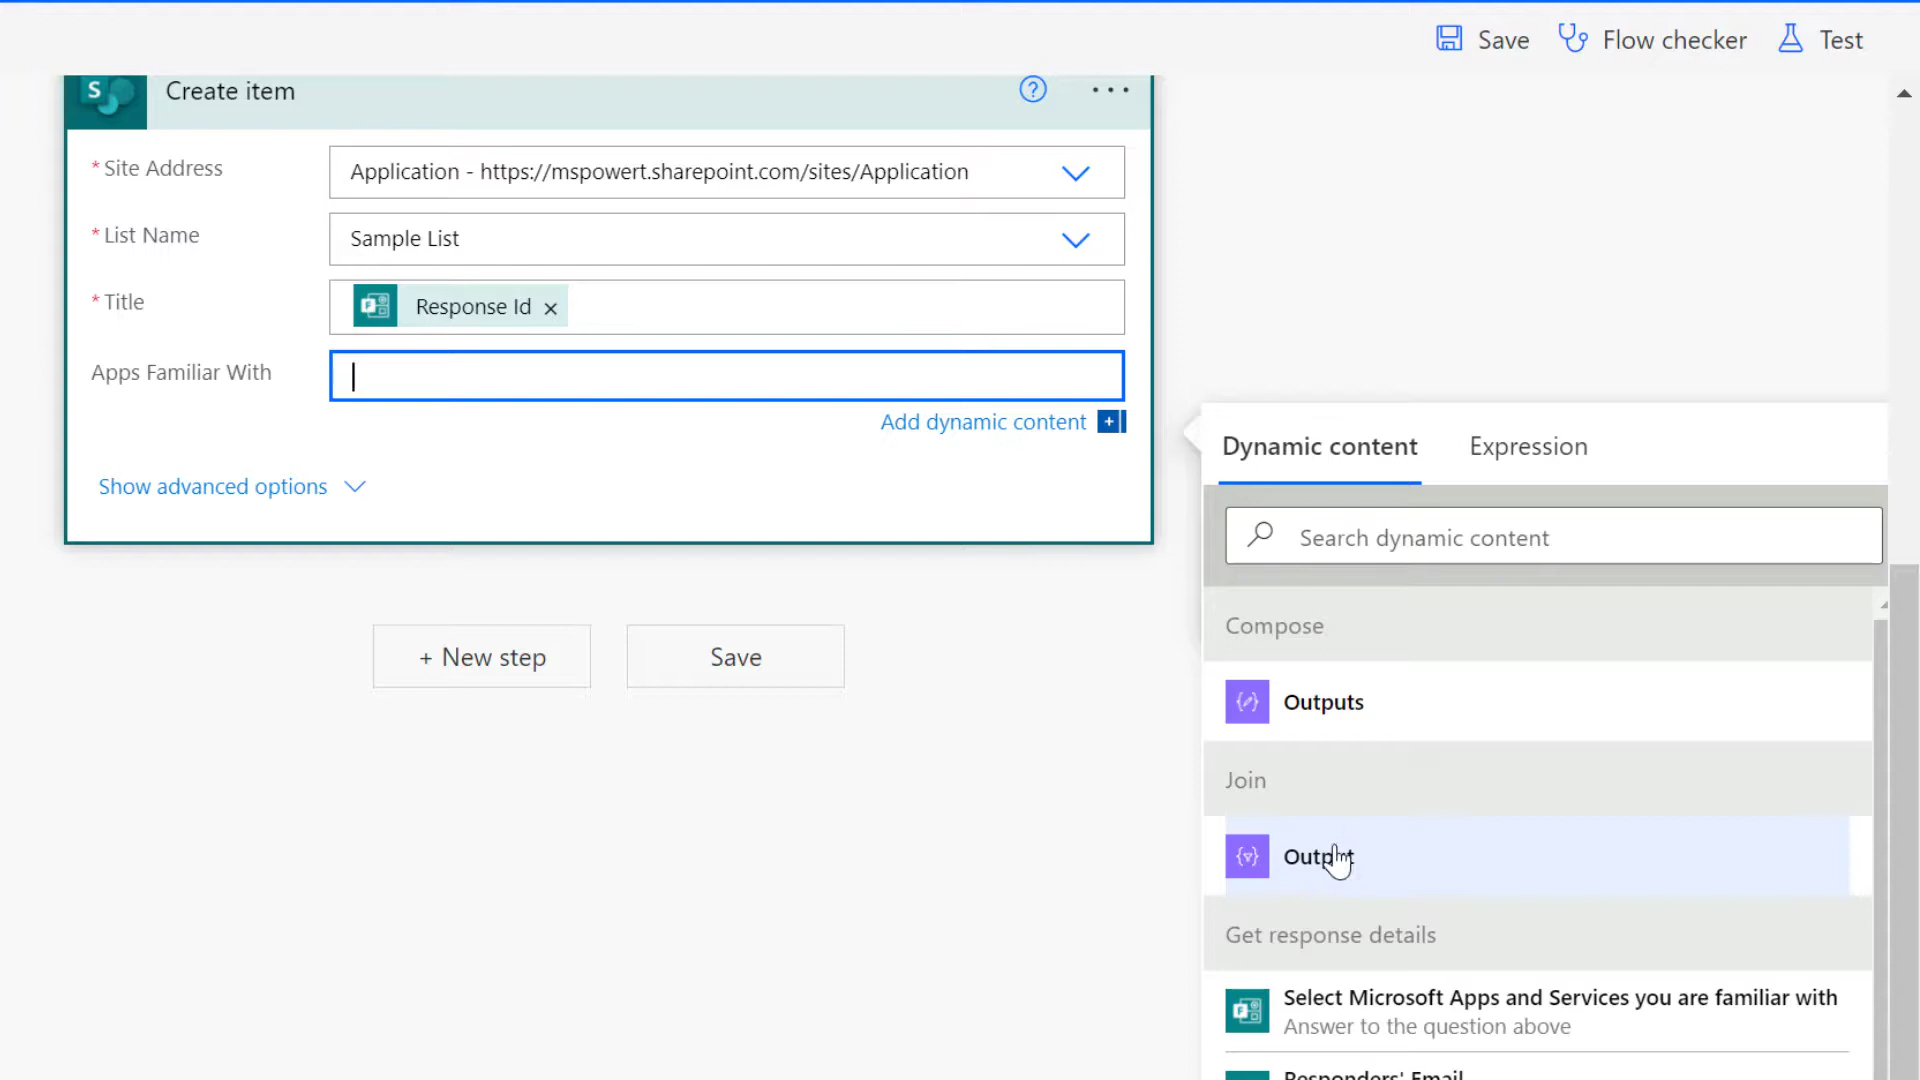 Save Flow checker Test
S Create item ? ...
* Site Address Application - https://mspowert.sharepoint.com/sites/Application
* List Name Sample List
* Title Response Id ×
Apps Familiar With
Add dynamic content +
Show advanced options
+ New step Save
Dynamic content Expression
Search dynamic content
Compose
Outputs
Join
Output
Get response details
Select Microsoft Apps and Services you are familiar with
Answer to the question above
Responders' Email